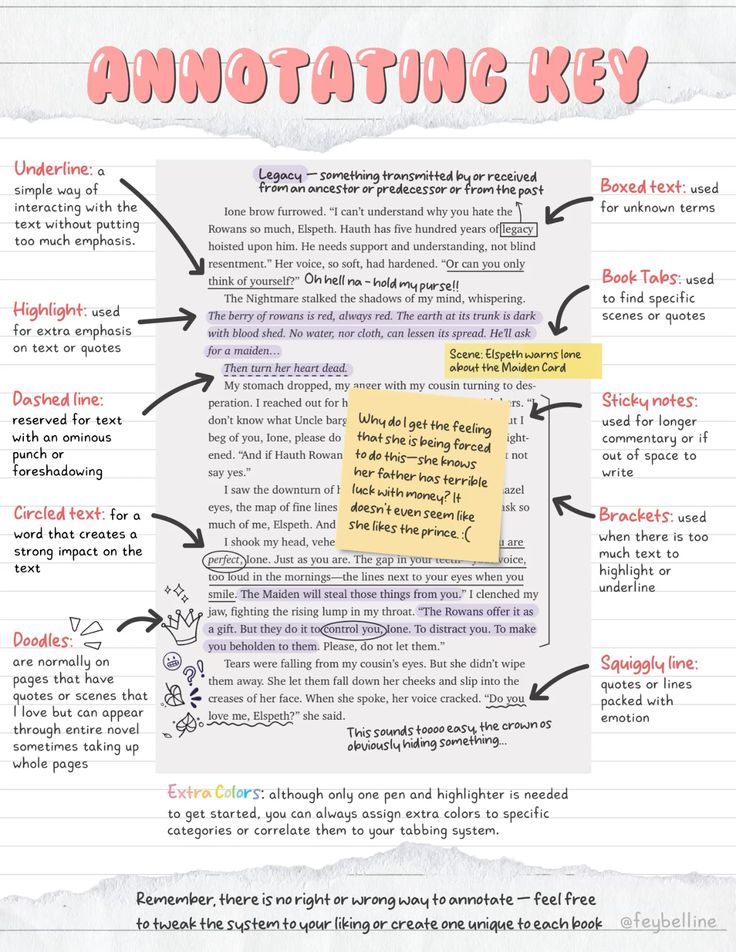 ANNOTATING KEY
Underline: a
simple way of
interacting with the
text without putting
too much emphasis.
Highlight: used
for extra emphasis
on text or quotes
Dashed line:
reserved for text
with an ominous
punch or
foreshadowing
Circled text: for a
word that creates a
strong impact on the
text
Doodles:
are normally on
pages that have
quotes or scenes that
I love but can appear
through entire novel
sometimes taking up
whole pages
Legacy — something transmitted by or received
from an ancestor or predecessor or from the past
Ione brow furrowed. “I can’t understand why you hate the
Rowans so much, Elspeth. Hauth has five hundred years of legacy
hoisted upon him. He needs support and understanding, not blind
resentment.” Her voice, so soft, had hardened. “Or can you only
think of yourself?” Oh hell na - hold my purse!!
The Nightmare stalked the shadows of my mind, whispering.
The berry of rowans is red, always red. The earth at its trunk is dark
with blood shed. No water, nor cloth, can lessen its spread. He’ll ask
for a maiden...
Then turn her heart dead.
Scene: Elspeth warns Ione
about the Maiden Card
My stomach dropped, my anger with my cousin turning to des-
peration. I reached out for h
don’t know what Uncle barg
beg of you, Ione, please do
ened. “And if Hauth Rowan
say yes.”
I saw the downturn of h
eyes, the map of fine lines
much of me, Elspeth. And
I shook my head, vehe
perfect, Ione. Just as you are. The gap in your teeth
too loud in the mornings—the lines next to your eyes when you
smile. The Maiden will steal those things from you.” I clenched my
jaw, fighting the rising lump in my throat. “The Rowans offer it as
a gift. But they do it to control you, Ione. To distract you. To make
you beholden to them. Please, do not let them.”
Tears were falling from my cousin’s eyes. But she didn’t wipe
them away. She let them fall down her cheeks and slip into the
creases of her face. When she spoke, her voice cracked. “Do you
love me, Elspeth?” she said.
This sounds toooo easy, the crown os
obviously hiding something...
Why do I get the feeling
that she is being forced
to do this—she knows
her father has terrible
luck with money? It
doesn't even seem like
she likes the prince. :(
?!
Boxed text: used
for unknown terms
Book Tabs: used
to find specific
scenes or quotes
Sticky notes:
used for longer
commentary or if
out of space to
write
Brackets: used
when there is too
much text to
highlight or
underline
Squiggly line:
quotes or lines
packed with
emotion
Extra Colors: although only one pen and highlighter is needed
to get started, you can always assign extra colors to specific
categories or correlate them to your tabbing system.
Remember, there is no right or wrong way to annotate — feel free
to tweak the system to your liking or create one unique to each book
@feybelline